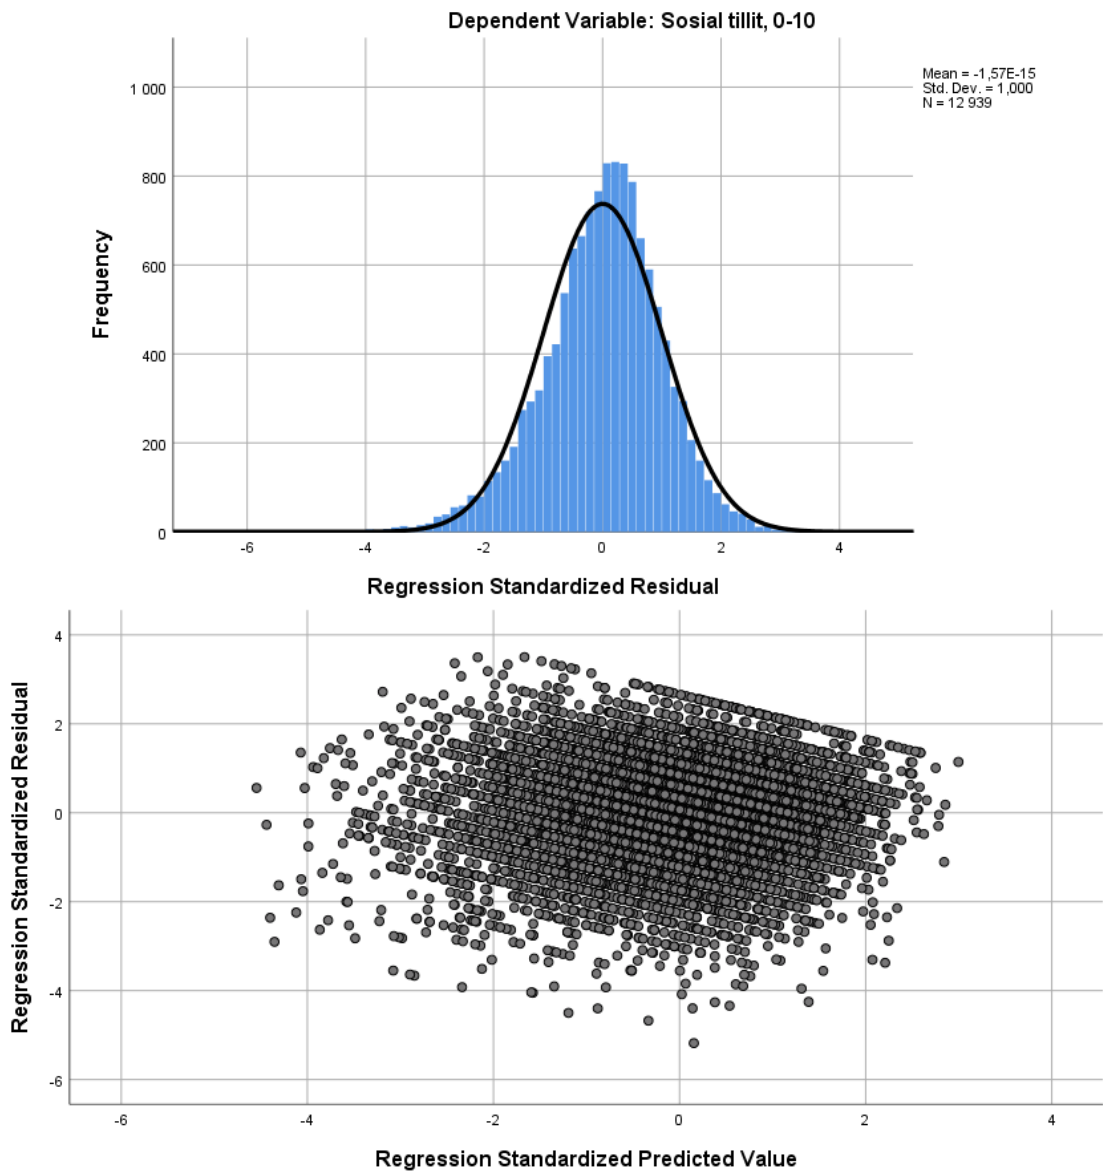 Dependent Variable: Sosial tillit, 0-10
Mean = -1,57E-15
Std. Dev. = 1,000
N = 12 939
1 000
800
600
400
200
0
Frequency
-6 -4 -2 0 2 4
Regression Standardized Residual
4
2
0
-2
-4
-6
Regression Standardized Residual
-6 -4 -2 0 2 4
Regression Standardized Predicted Value